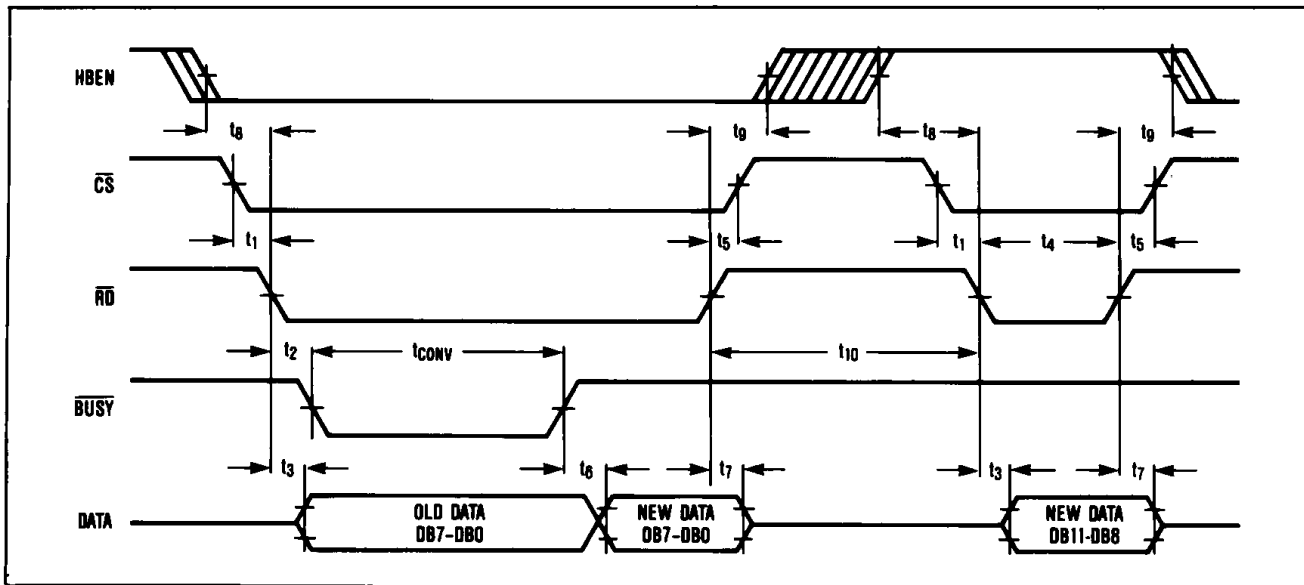 HBEN
t8
t9
t8
t9
CS
t1
t5
t1
t4
t5
RD
t2
tCONV
t10
BUSY
t3
t6
t7
t3
t7
DATA
OLD DATA
DB7-DB0
NEW DATA
DB7-DB0
NEW DATA
DB11-DB8